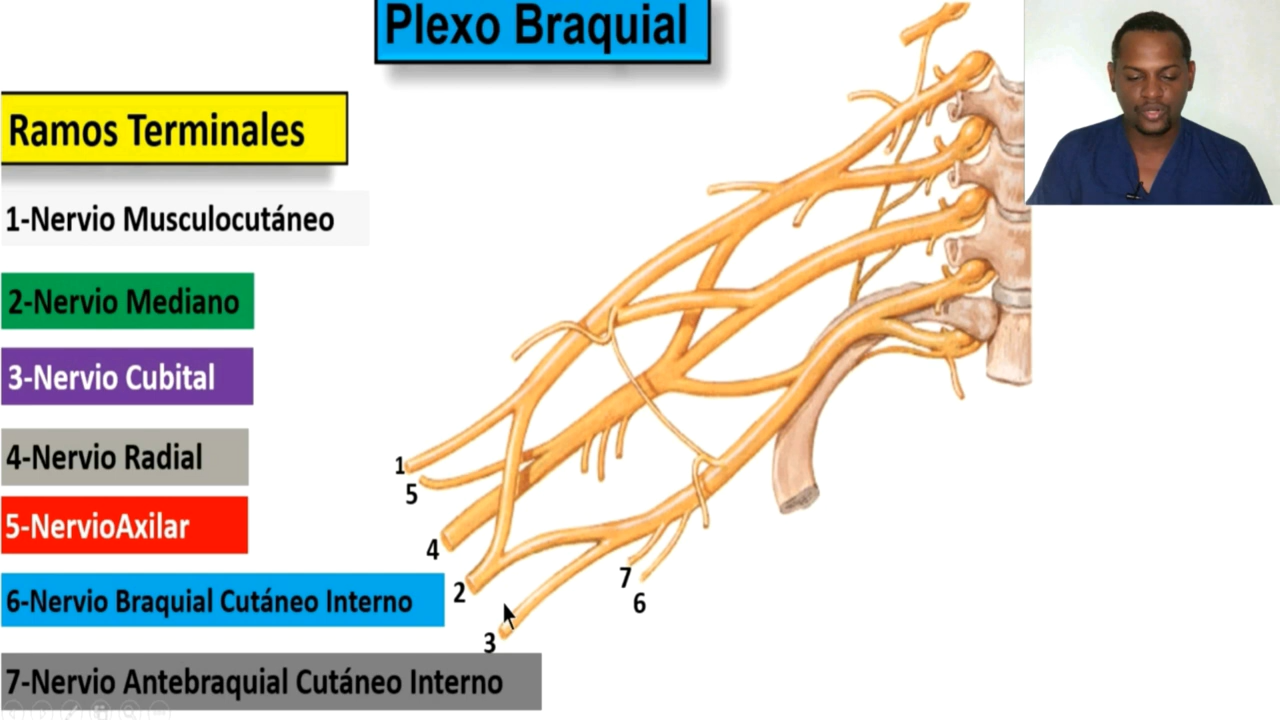 Plexo Braquial
Ramos Terminales
1-Nervio Musculocutáneo
2-Nervio Mediano
3-Nervio Cubital
4-Nervio Radial
5-NervioAxilar
6-Nervio Braquial Cutáneo Interno
7-Nervio Antebraquial Cutáneo Interno
1
5
4
2
3
7
6